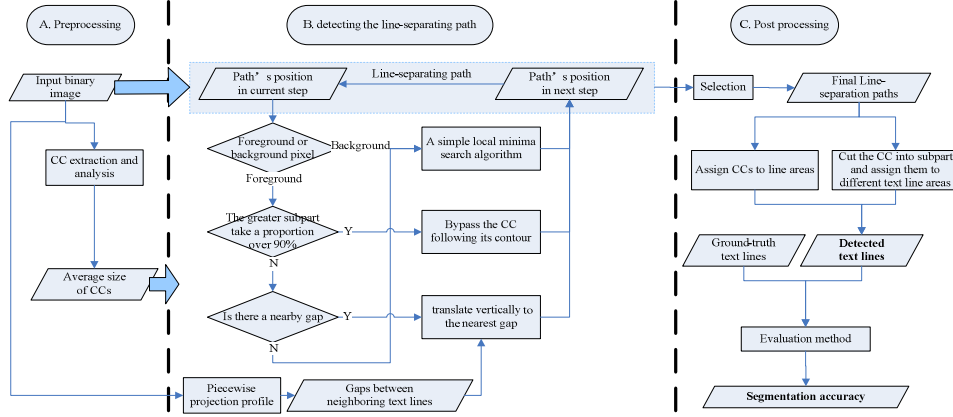 A. Preprocessing
B. detecting the line-separating path
C. Post processing
Input binary
image
Path’s position
in current step
Line-separating path
Path’s position
in next step
Selection
Final Line-
separation paths
CC extraction and
analysis
Foreground or
background pixel
Background
A simple local minima
search algorithm
Foreground
Assign CCs to line areas
Cut the CC into subpart
and assign them to
different text line areas
The greater subpart
take a proportion
over 90%
Y
Bypass the CC
following its contour
N
Ground-truth
text lines
Detected
text lines
Average size
of CCs
Is there a nearby gap
Y
translate vertically to
the nearest gap
N
Evaluation method
Piecewise
projection profile
Gaps between
neighboring text lines
Segmentation accuracy